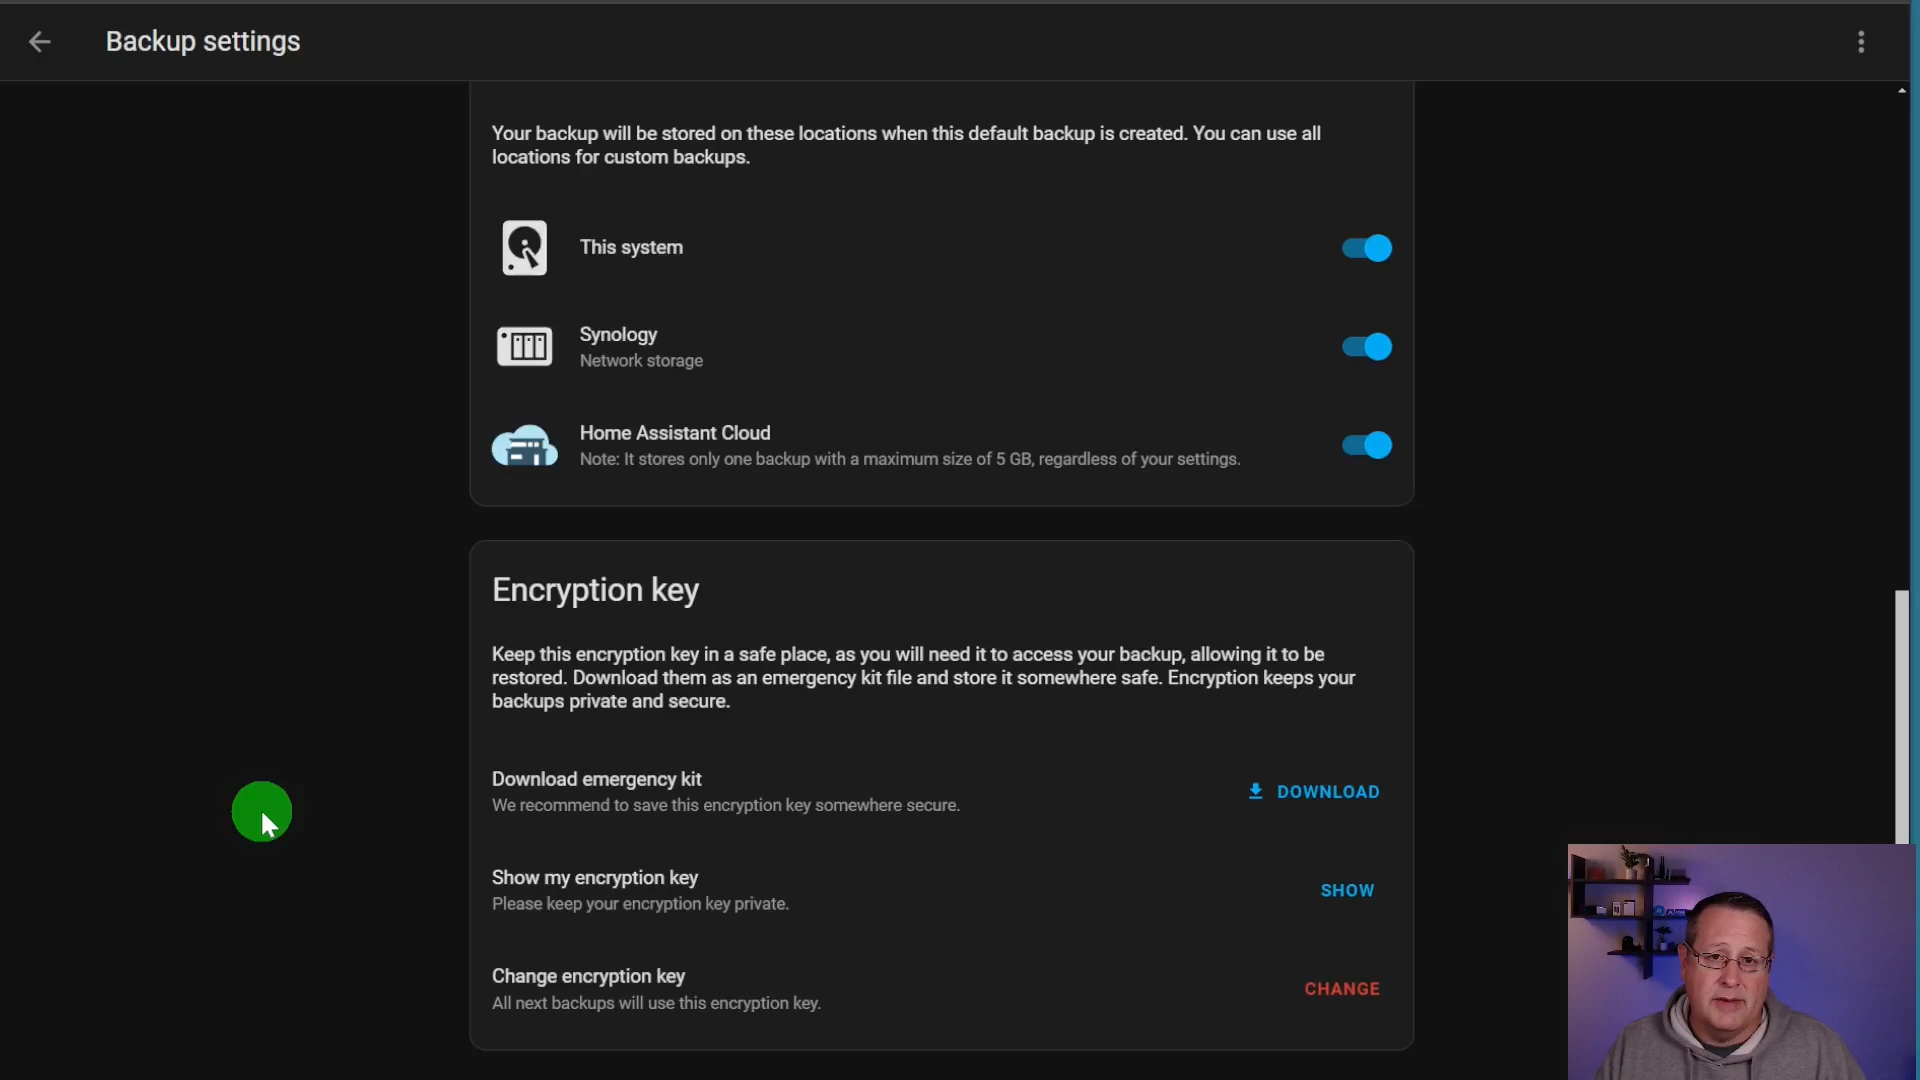 Backup settings
Your backup will be stored on these locations when this default backup is created. You can use all
locations for custom backups.
This system
Synology
Network storage
Home Assistant Cloud
Note: It stores only one backup with a maximum size of 5 GB, regardless of your settings.
Encryption key
Keep this encryption key in a safe place, as you will need it to access your backup, allowing it to be
restored. Download them as an emergency kit file and store it somewhere safe. Encryption keeps your
backups private and secure.
Download emergency kit
We recommend to save this encryption key somewhere secure.
DOWNLOAD
Show my encryption key
Please keep your encryption key private.
SHOW
Change encryption key
All next backups will use this encryption key.
CHANGE